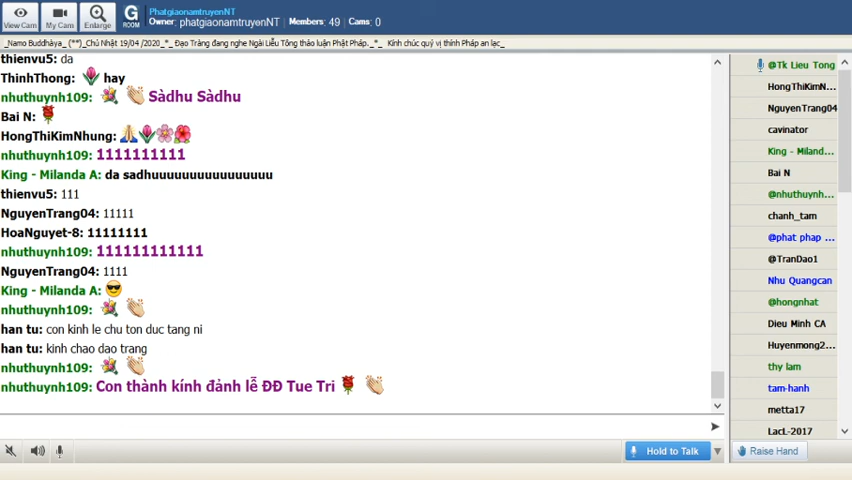 View Cam
My Cam
Enlarge
G
ROOM
PhatgiaonamtruyenNT
Owner: phatgiaonamtruyenNT | Members: 49 | Cams: 0
_Namo Buddhàya_ (**)_Chủ Nhật 19/04 /2020_*_ Đạo Tràng đang nghe Ngài Liễu Tông thảo luận Phật Pháp._*_ Kính chúc quý vị thính Pháp an lạc_
thienvu5: da
ThinhThong: hay
nhuthuynh109: Sàdhu Sàdhu
Bai N:
HongThiKimNhung:
nhuthuynh109: 1111111111
King - Milanda A: da sadhuuuuuuuuuuuuuuuuu
thienvu5: 111
NguyenTrang04: 11111
HoaNguyet-8: 11111111
nhuthuynh109: 111111111111
NguyenTrang04: 1111
King - Milanda A:
nhuthuynh109:
han tu: con kinh le chu ton duc tang ni
han tu: kinh chao dao trang
nhuthuynh109:
nhuthuynh109: Con thành kính đảnh lễ ĐĐ Tue Tri
@Tk Lieu Tong
HongThiKimN...
NguyenTrang04
cavinator
King - Miland...
Bai N
@nhuthuynh...
chanh_tam
@phat phap ...
@TranDao1
Nhu Quangcan
@hongnhat
Dieu Minh CA
Huyenmong2...
thy lam
tam-hanh
metta17
LacL-2017
Hold to Talk
Raise Hand